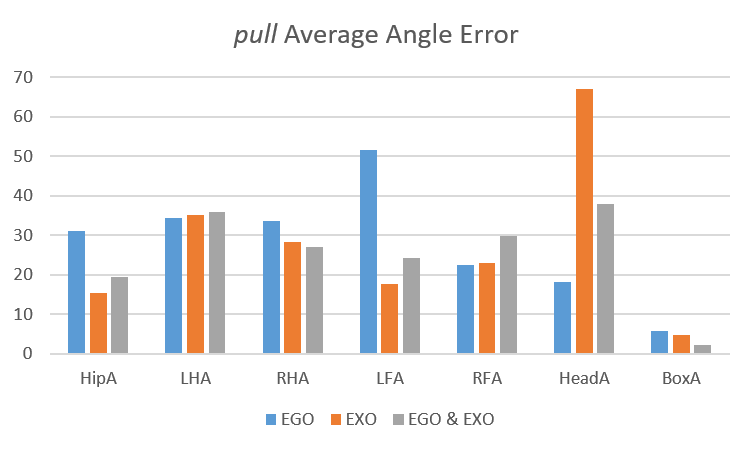 pull Average Angle Error
70
60
50
40
30
20
10
0
HipA LHA RHA LFA RFA HeadA BoxA
EGO EXO EGO & EXO